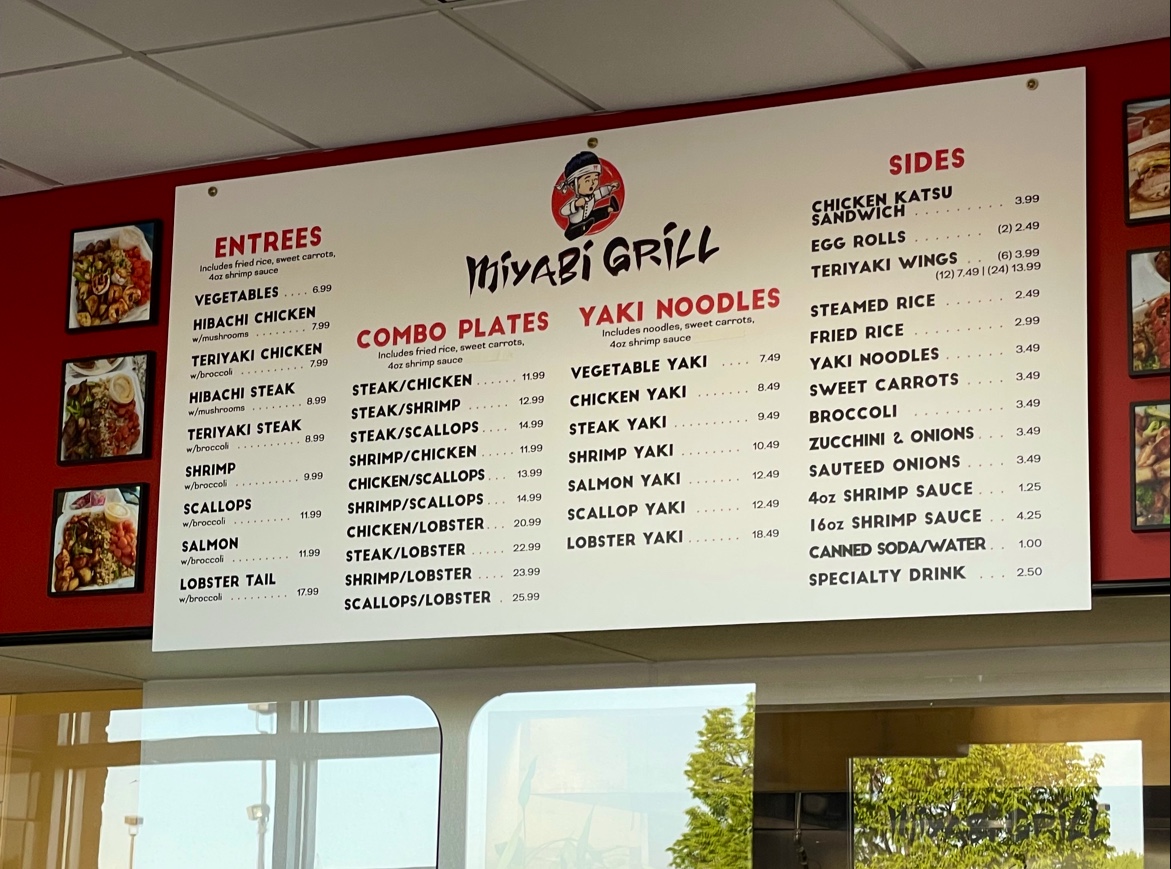 ENTREES
Includes fried rice, sweet carrots,
4oz shrimp sauce
VEGETABLES .... 6.99
HIBACHI CHICKEN
w/mushrooms ........ 7.99
TERIYAKI CHICKEN
w/broccoli ......... 7.99
HIBACHI STEAK
w/mushrooms ........ 8.99
TERIYAKI STEAK
w/broccoli ......... 8.99
SHRIMP
w/broccoli ......... 9.99
SCALLOPS
w/broccoli ......... 11.99
SALMON
w/broccoli ......... 11.99
LOBSTER TAIL
w/broccoli ......... 17.99
MIYABI GRILL
COMBO PLATES
Includes fried rice, sweet carrots,
4oz shrimp sauce
STEAK/CHICKEN ...... 11.99
STEAK/SHRIMP ...... 12.99
STEAK/SCALLOPS .... 14.99
SHRIMP/CHICKEN .... 11.99
CHICKEN/SCALLOPS ... 13.99
SHRIMP/SCALLOPS ... 14.99
CHICKEN/LOBSTER ... 20.99
STEAK/LOBSTER ..... 22.99
SHRIMP/LOBSTER .... 23.99
SCALLOPS/LOBSTER . 25.99
YAKI NOODLES
Includes noodles, sweet carrots,
4oz shrimp sauce
VEGETABLE YAKI ..... 7.49
CHICKEN YAKI ....... 8.49
STEAK YAKI ......... 9.49
SHRIMP YAKI ....... 10.49
SALMON YAKI ....... 12.49
SCALLOP YAKI ...... 12.49
LOBSTER YAKI ....... 18.49
SIDES
CHICKEN KATSU
SANDWICH ......... 3.99
EGG ROLLS ....... (2) 2.49
TERIYAKI WINGS .. (6) 3.99
(12) 7.49 | (24) 13.99
STEAMED RICE ...... 2.49
FRIED RICE ......... 2.99
YAKI NOODLES ...... 3.49
SWEET CARROTS .... 3.49
BROCCOLI ......... 3.49
ZUCCHINI & ONIONS ... 3.49
SAUTEED ONIONS .... 3.49
4oz SHRIMP SAUCE ... 1.25
16oz SHRIMP SAUCE .. 4.25
CANNED SODA/WATER .. 1.00
SPECIALTY DRINK ... 2.50
MIYABI GRILL